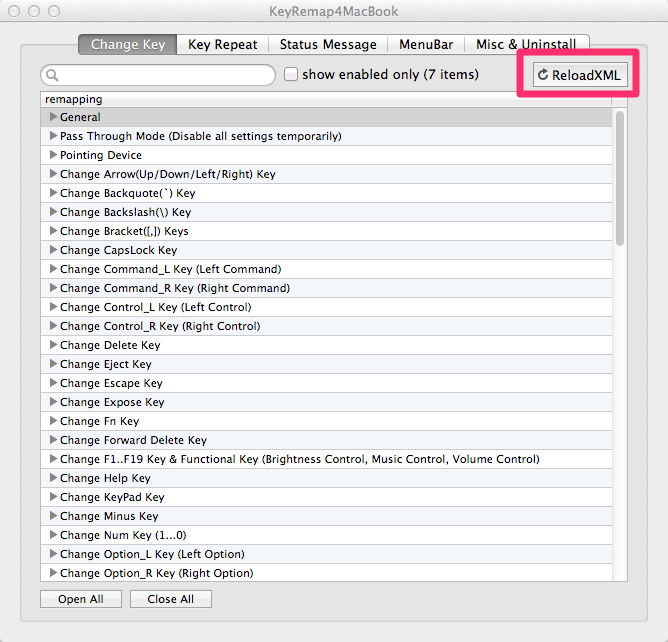 KeyRemap4MacBook
Change Key Key Repeat Status Message MenuBar Misc & Uninstall
show enabled only (7 items) ReloadXML
remapping
General
Pass Through Mode (Disable all settings temporarily)
Pointing Device
Change Arrow(Up/Down/Left/Right) Key
Change Backquote(`) Key
Change Backslash(\) Key
Change Bracket([,]) Keys
Change CapsLock Key
Change Command_L Key (Left Command)
Change Command_R Key (Right Command)
Change Control_L Key (Left Control)
Change Control_R Key (Right Control)
Change Delete Key
Change Eject Key
Change Escape Key
Change Expose Key
Change Fn Key
Change Forward Delete Key
Change F1..F19 Key & Functional Key (Brightness Control, Music Control, Volume Control)
Change Help Key
Change KeyPad Key
Change Minus Key
Change Num Key (1...0)
Change Option_L Key (Left Option)
Change Option_R Key (Right Option)
Open All Close All